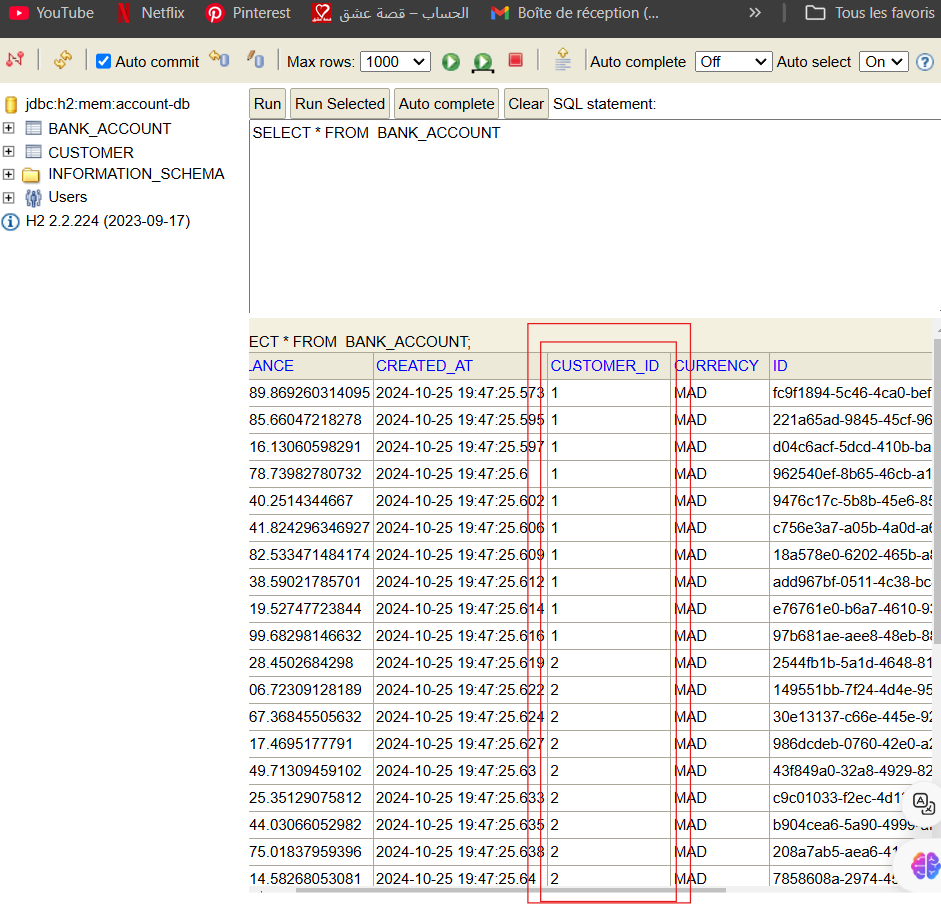 YouTube Netflix Pinterest الحساب – قصة عشق Boîte de réception (... » Tous les favoris
Auto commit Max rows: 1000 Auto complete Off Auto select On ?
jdbc:h2:mem:account-db
BANK_ACCOUNT
CUSTOMER
INFORMATION_SCHEMA
Users
H2 2.2.224 (2023-09-17)
Run Run Selected Auto complete Clear SQL statement:
SELECT * FROM  BANK_ACCOUNT
ECT * FROM  BANK_ACCOUNT;
LANCE CREATED_AT CUSTOMER_ID CURRENCY ID
89.869260314095 2024-10-25 19:47:25.573 1 MAD fc9f1894-5c46-4ca0-bef
85.66047218278 2024-10-25 19:47:25.595 1 MAD 221a65ad-9845-45cf-96
16.13060598291 2024-10-25 19:47:25.597 1 MAD d04c6acf-5dcd-410b-ba
78.73982780732 2024-10-25 19:47:25.6 1 MAD 962540ef-8b65-46cb-a1
40.2514344667 2024-10-25 19:47:25.602 1 MAD 9476c17c-5b8b-45e6-85
41.824296346927 2024-10-25 19:47:25.606 1 MAD c756e3a7-a05b-4a0d-a6
82.533471484174 2024-10-25 19:47:25.609 1 MAD 18a578e0-6202-465b-a8
38.59021785701 2024-10-25 19:47:25.612 1 MAD add967bf-0511-4c38-bc
19.52747723844 2024-10-25 19:47:25.614 1 MAD e76761e0-b6a7-4610-93
99.68298146632 2024-10-25 19:47:25.616 1 MAD 97b681ae-aee8-48eb-88
28.4502684298 2024-10-25 19:47:25.619 2 MAD 2544fb1b-5a1d-4648-81
06.72309128189 2024-10-25 19:47:25.622 2 MAD 149551bb-7f24-4d4e-95
67.36845505632 2024-10-25 19:47:25.624 2 MAD 30e13137-c66e-445e-92
17.4695177791 2024-10-25 19:47:25.627 2 MAD 986dcdeb-0760-42e0-a2
49.71309459102 2024-10-25 19:47:25.63 2 MAD 43f849a0-32a8-4929-82
25.35129075812 2024-10-25 19:47:25.633 2 MAD c9c01033-f2ec-4d1
44.03066052982 2024-10-25 19:47:25.635 2 MAD b904cea6-5a90-4999-
75.01837959396 2024-10-25 19:47:25.638 2 MAD 208a7ab5-aea6-41
14.58268053081 2024-10-25 19:47:25.64 2 MAD 7858608a-2974-45